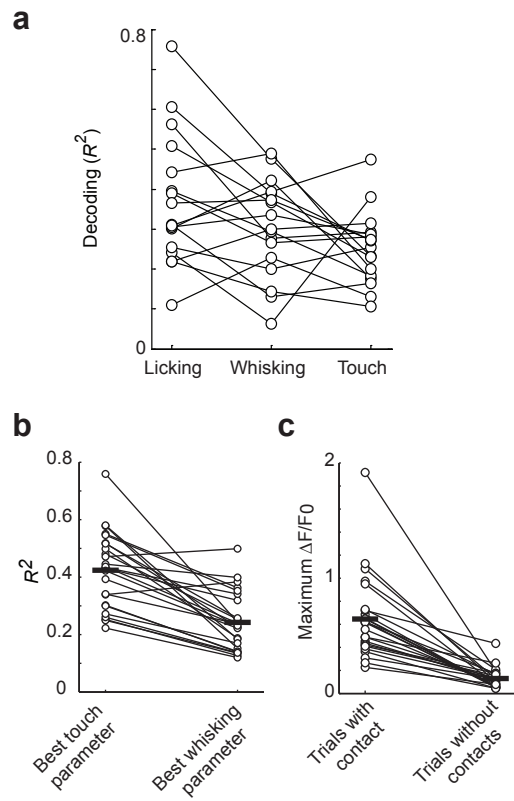 a
0.8
Decoding (R²)
0
Licking
Whisking
Touch
b
0.8
0.6
R²
0.4
0.2
0
Best touch
parameter
Best whisking
parameter
c
2
Maximum ΔF/F0
1
0
Trials with
contact
Trials without
contacts